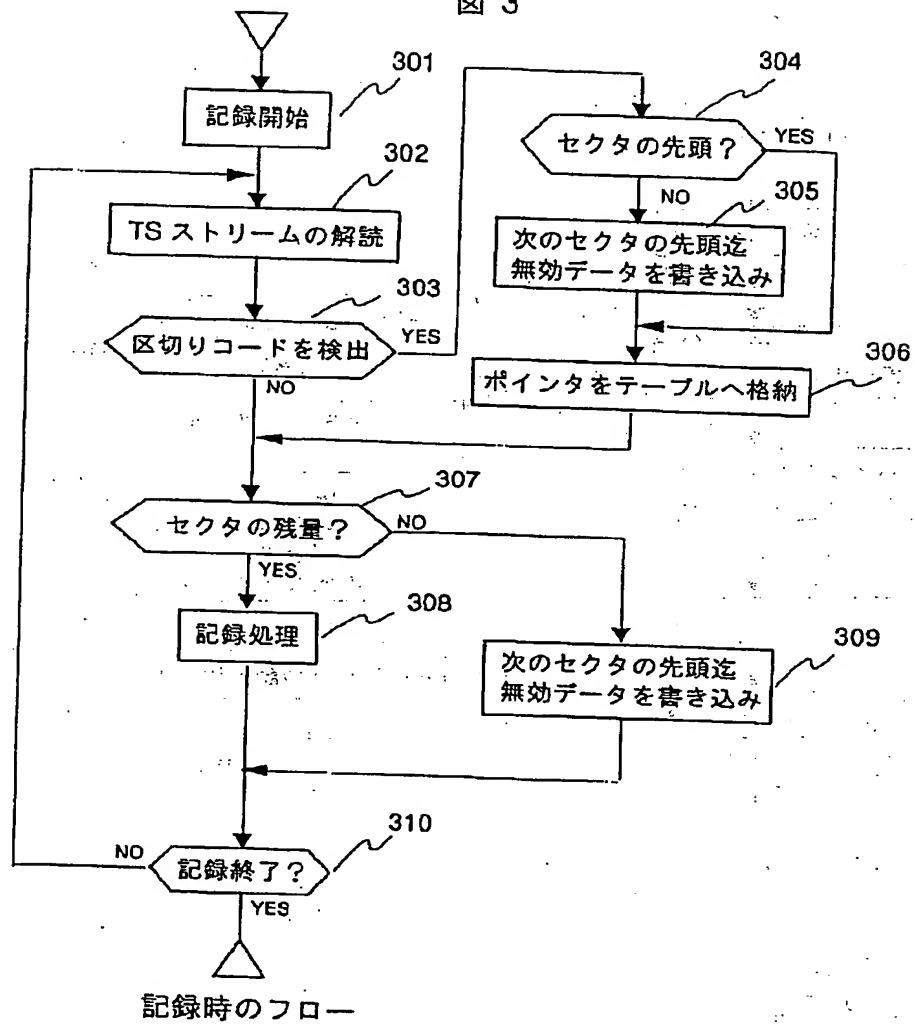 図 3
301
記録開始
302
TS ストリームの解読
303
区切りコードを検出
YES
NO
304
セクタの先頭?
YES
NO
305
次のセクタの先頭迄
無効データを書き込み
306
ポインタをテーブルへ格納
307
セクタの残量?
NO
YES
308
記録処理
309
次のセクタの先頭迄
無効データを書き込み
310
NO
記録終了?
YES
記録時のフロー